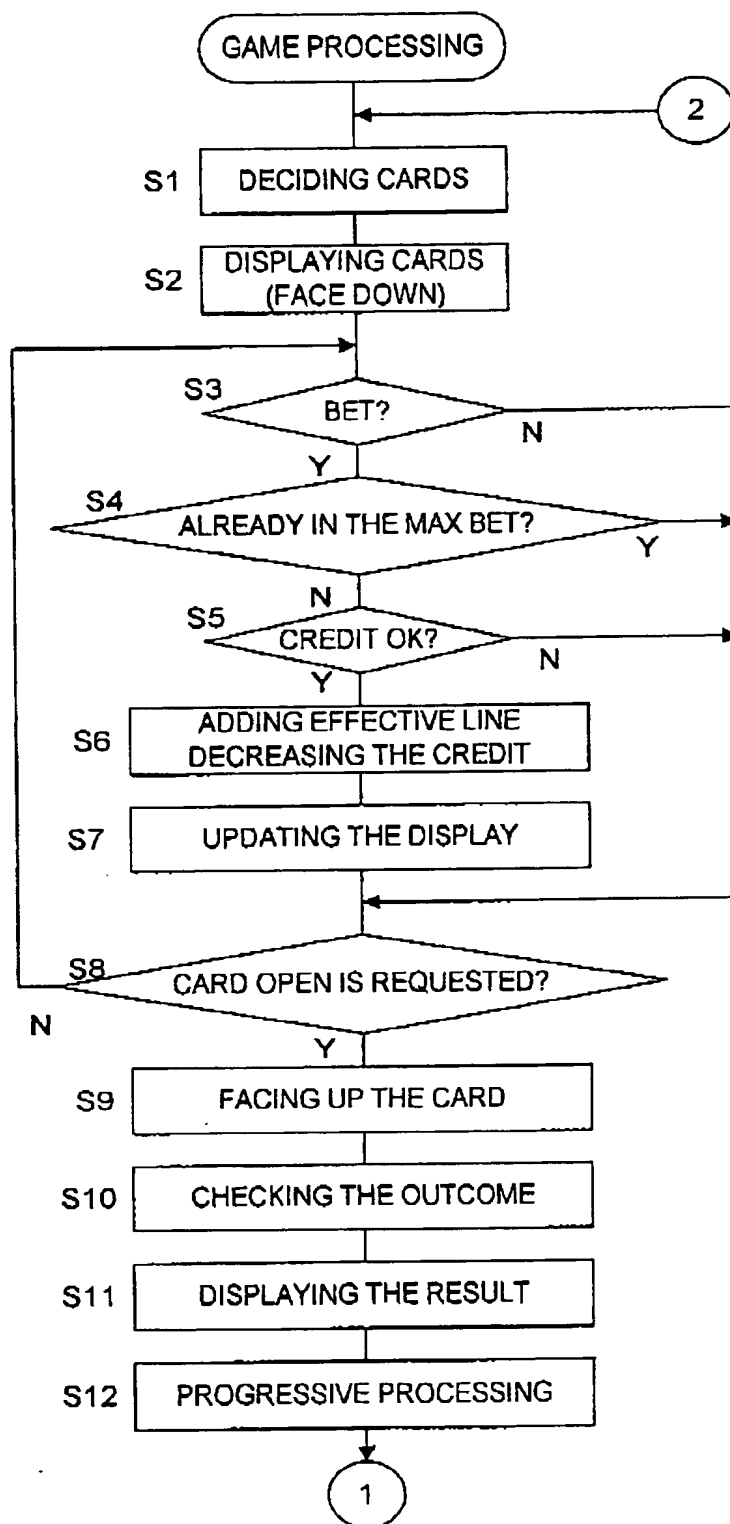 GAME PROCESSING
2
S1
DECIDING CARDS
S2
DISPLAYING CARDS
(FACE DOWN)
S3
BET?
N
Y
S4
ALREADY IN THE MAX BET?
Y
N
S5
CREDIT OK?
N
Y
S6
ADDING EFFECTIVE LINE
DECREASING THE CREDIT
S7
UPDATING THE DISPLAY
S8
CARD OPEN IS REQUESTED?
N
Y
S9
FACING UP THE CARD
S10
CHECKING THE OUTCOME
S11
DISPLAYING THE RESULT
S12
PROGRESSIVE PROCESSING
1